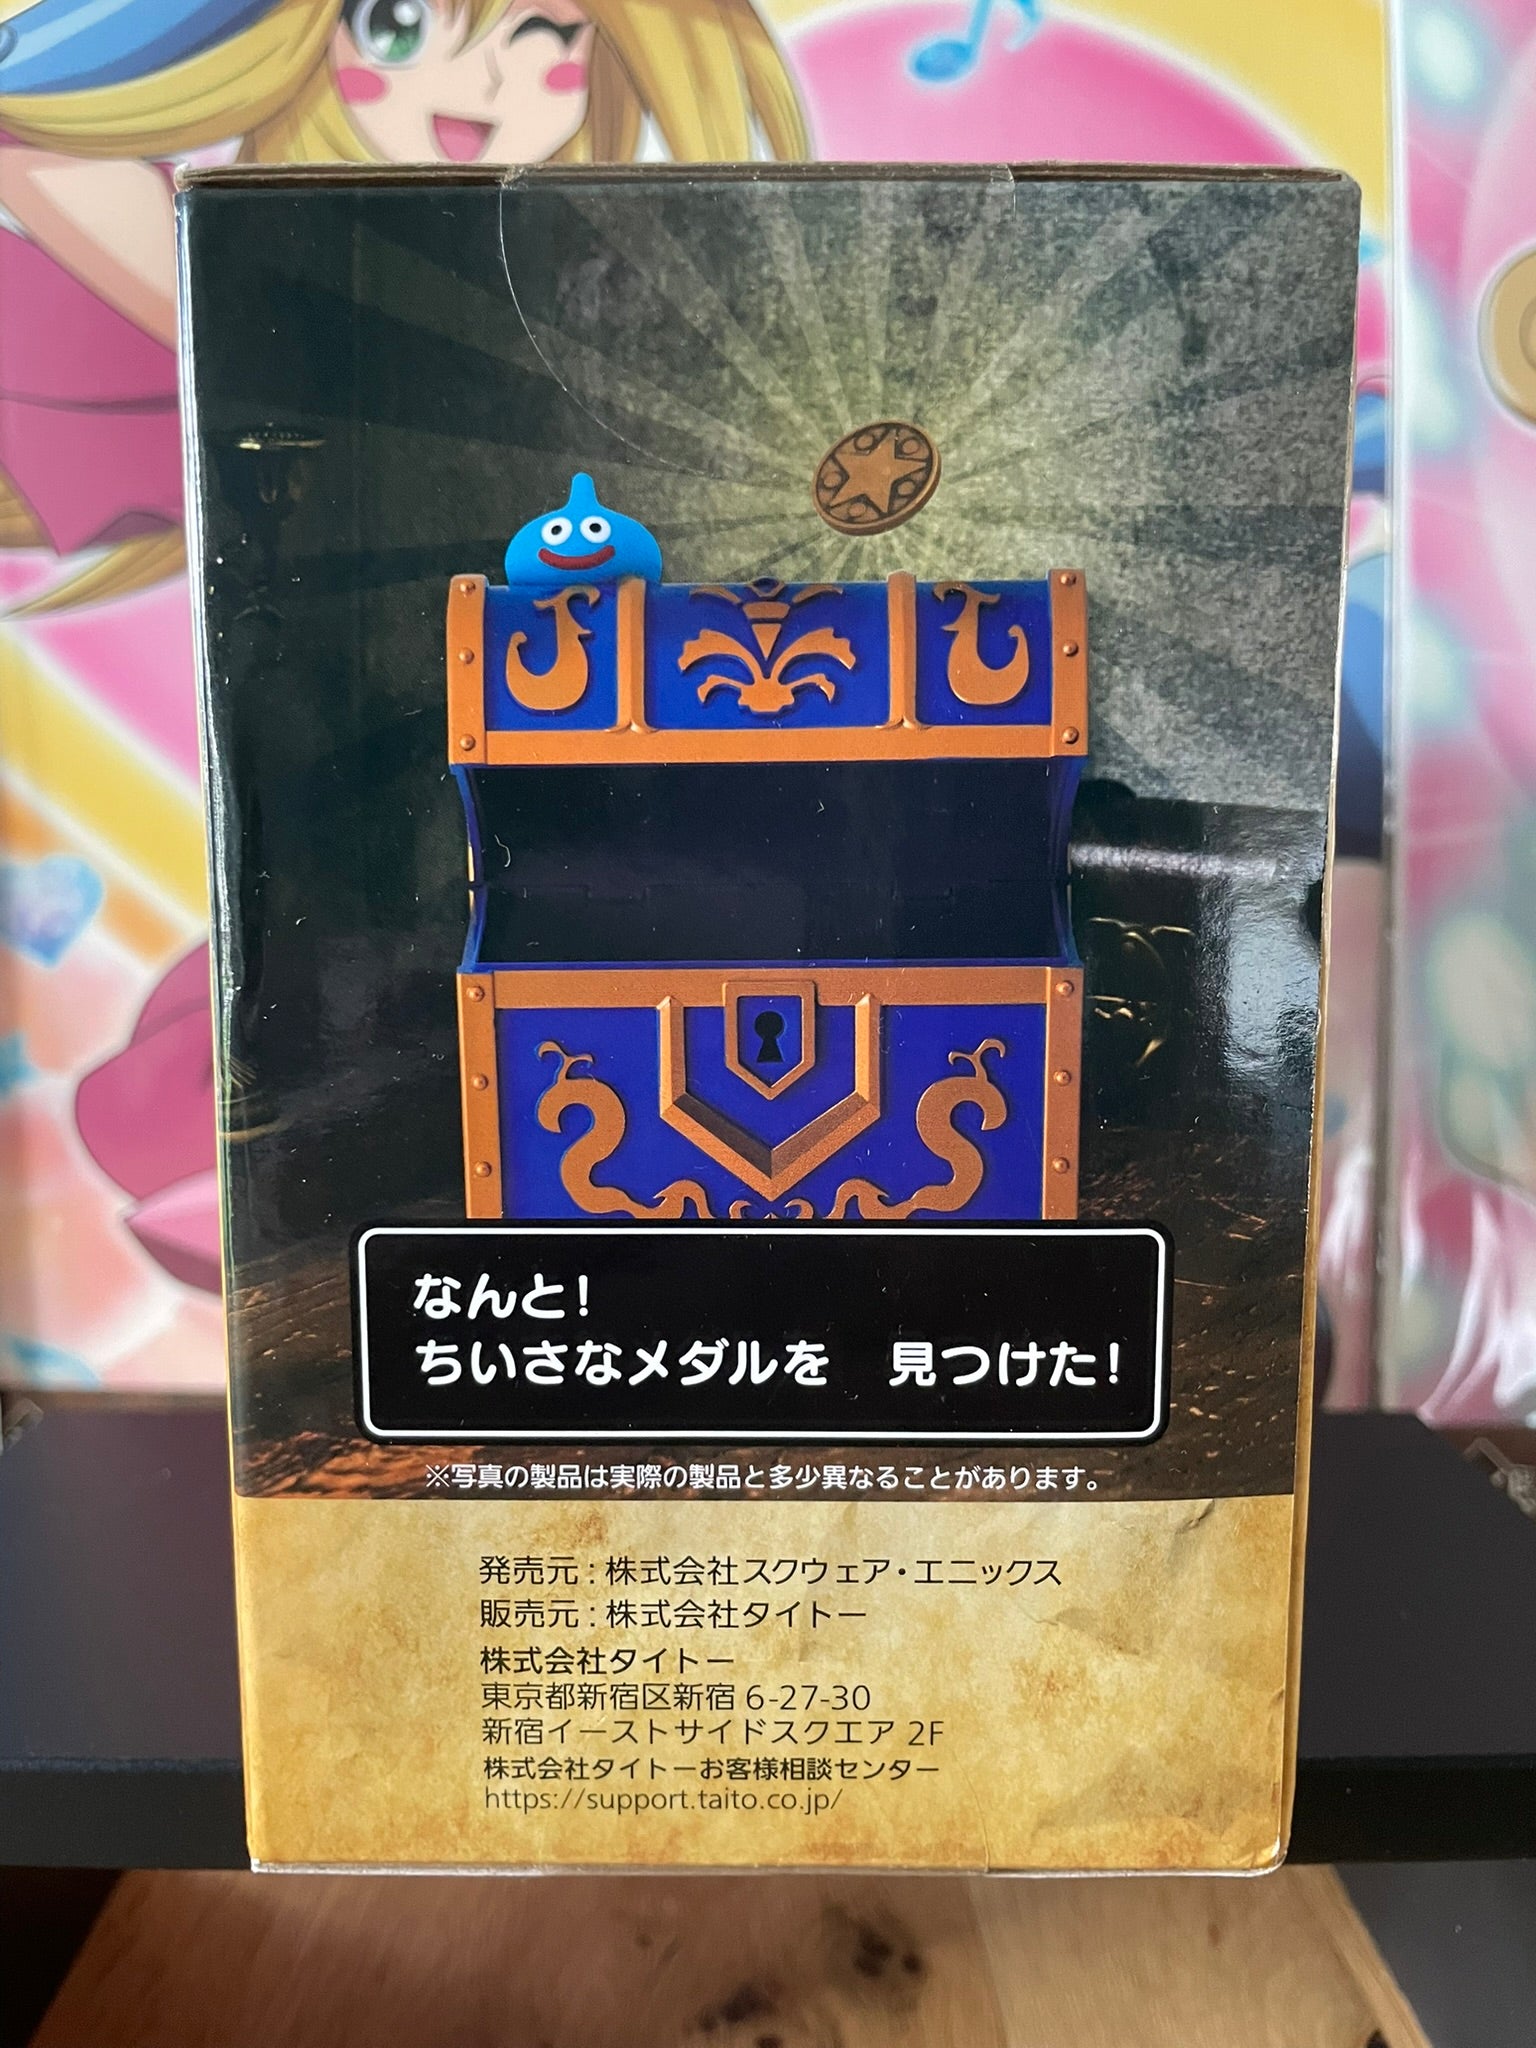 なんと!
ちいさなメダルを　見つけた!
※写真の製品は実際の製品と多少異なることがあります。
発売元:株式会社スクウェア・エニックス
販売元:株式会社タイトー
株式会社タイトー
東京都新宿区新宿 6-27-30
新宿イーストサイドスクエア 2F
株式会社タイトーお客様相談センター
https://support.taito.co.jp/